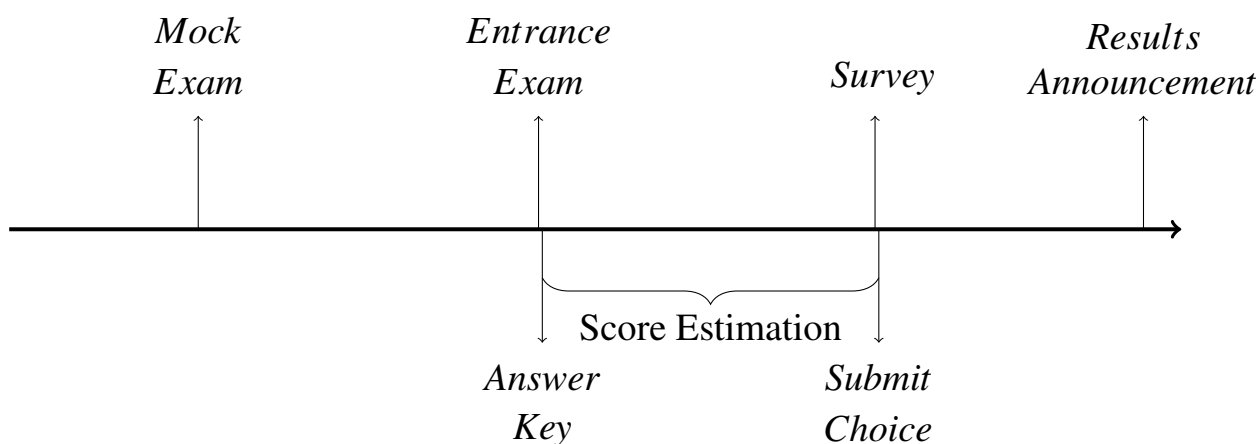 Mock
Exam
Entrance
Exam
Survey
Results
Announcement
Score Estimation
Answer
Key
Submit
Choice